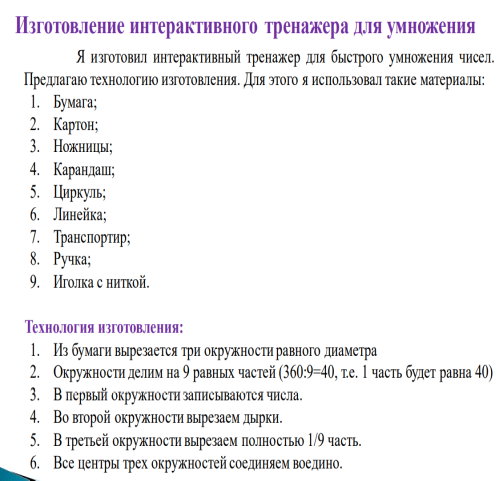 Изготовление интерактивного тренажера для умножения
Я изготовил интерактивный тренажер для быстрого умножения чисел.
Предлагаю технологию изготовления. Для этого я использовал такие материалы:
1. Бумага;
2. Картон;
3. Ножницы;
4. Карандаш;
5. Циркуль;
6. Линейка;
7. Транспортир;
8. Ручка;
9. Иголка с ниткой.
Технология изготовления:
1. Из бумаги вырезается три окружности равного диаметра
2. Окружности делим на 9 равных частей (360:9=40, т.е. 1 часть будет равна 40)
3. В первый окружности записываются числа.
4. Во второй окружности вырезаем дырки.
5. В третьей окружности вырезаем полностью 1/9 часть.
6. Все центры трех окружностей соединяем воедино.